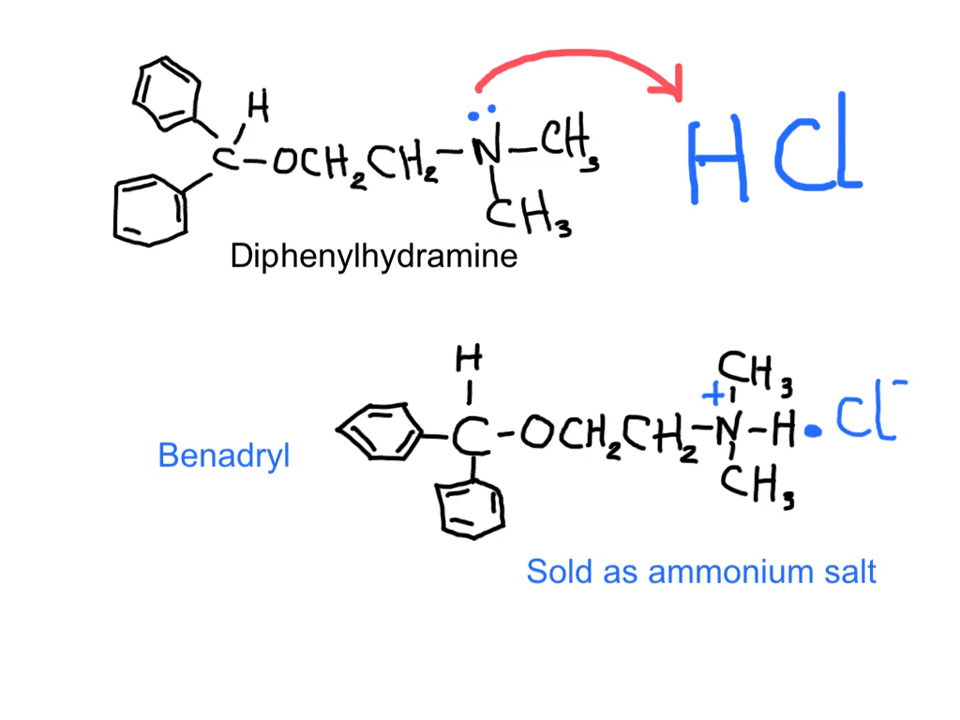 H
C-OCH₂CH₂-N̈-CH₃ HCl
CH₃
Diphenylhydramine
H CH₃
Benadryl C-OCH₂CH₂-N⁺-H•Cl⁻
CH₃
Sold as ammonium salt